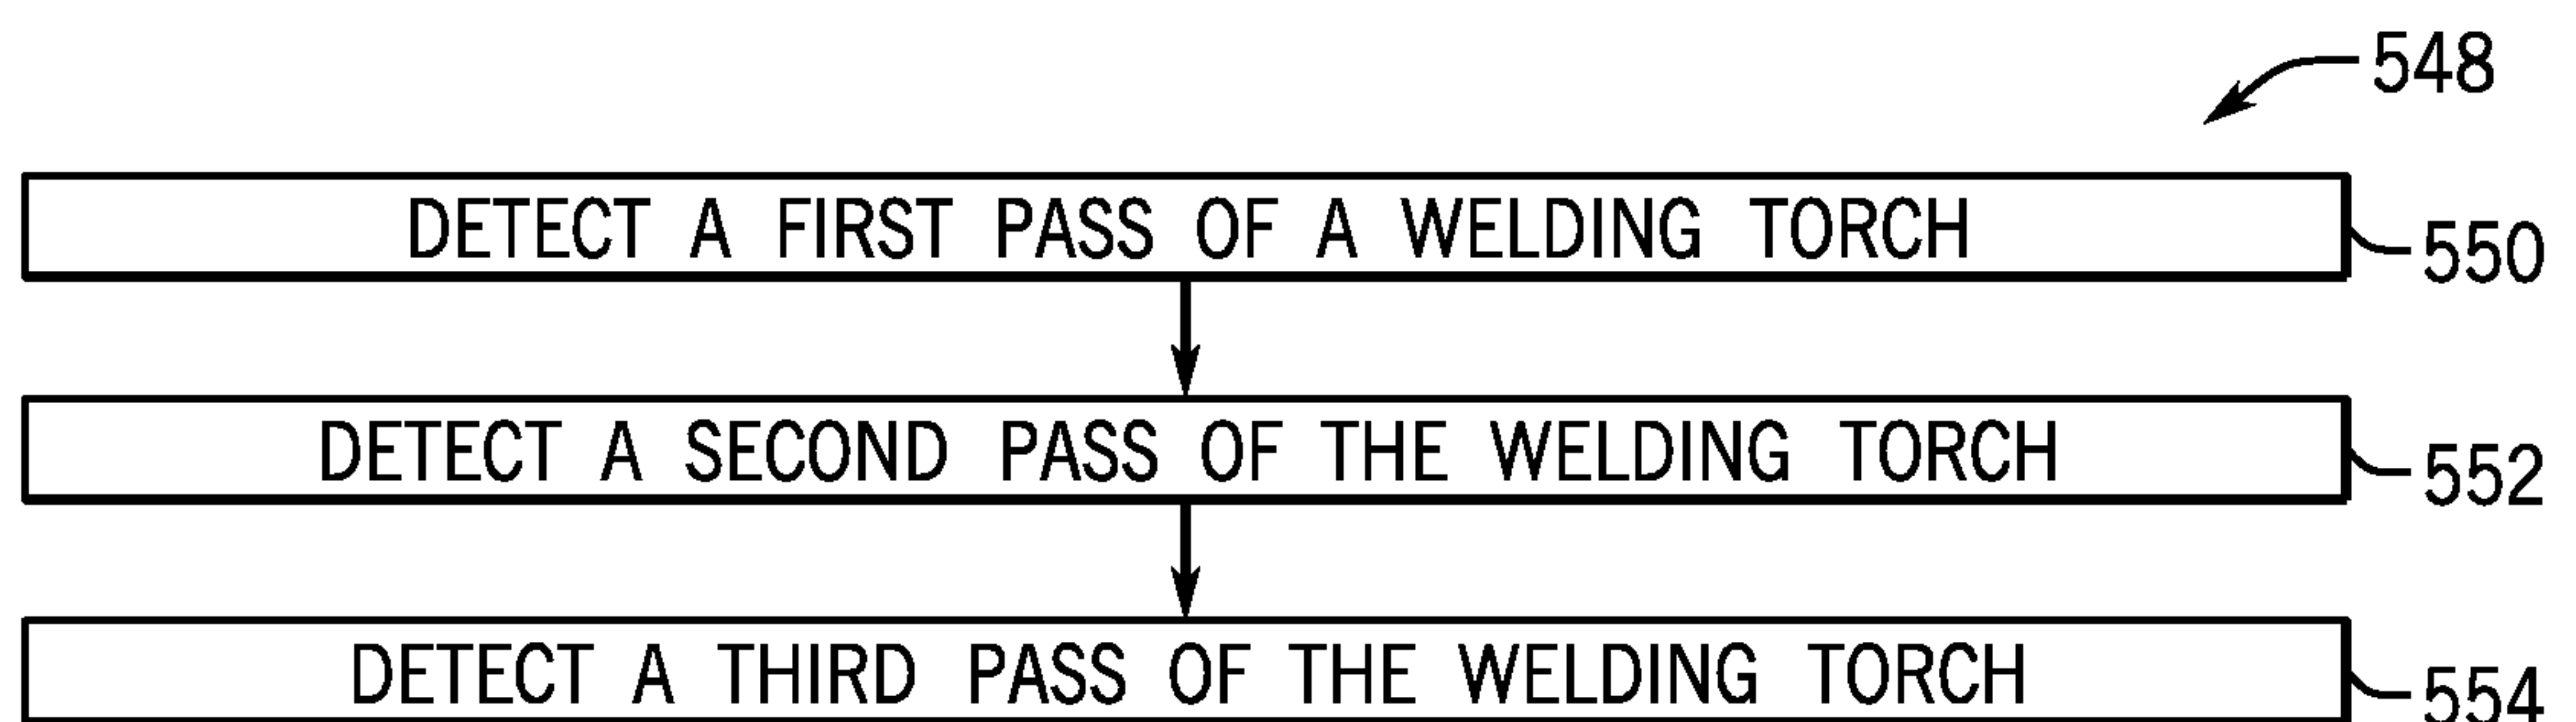 548
DETECT A FIRST PASS OF A WELDING TORCH
550
DETECT A SECOND PASS OF THE WELDING TORCH
552
DETECT A THIRD PASS OF THE WELDING TORCH
554